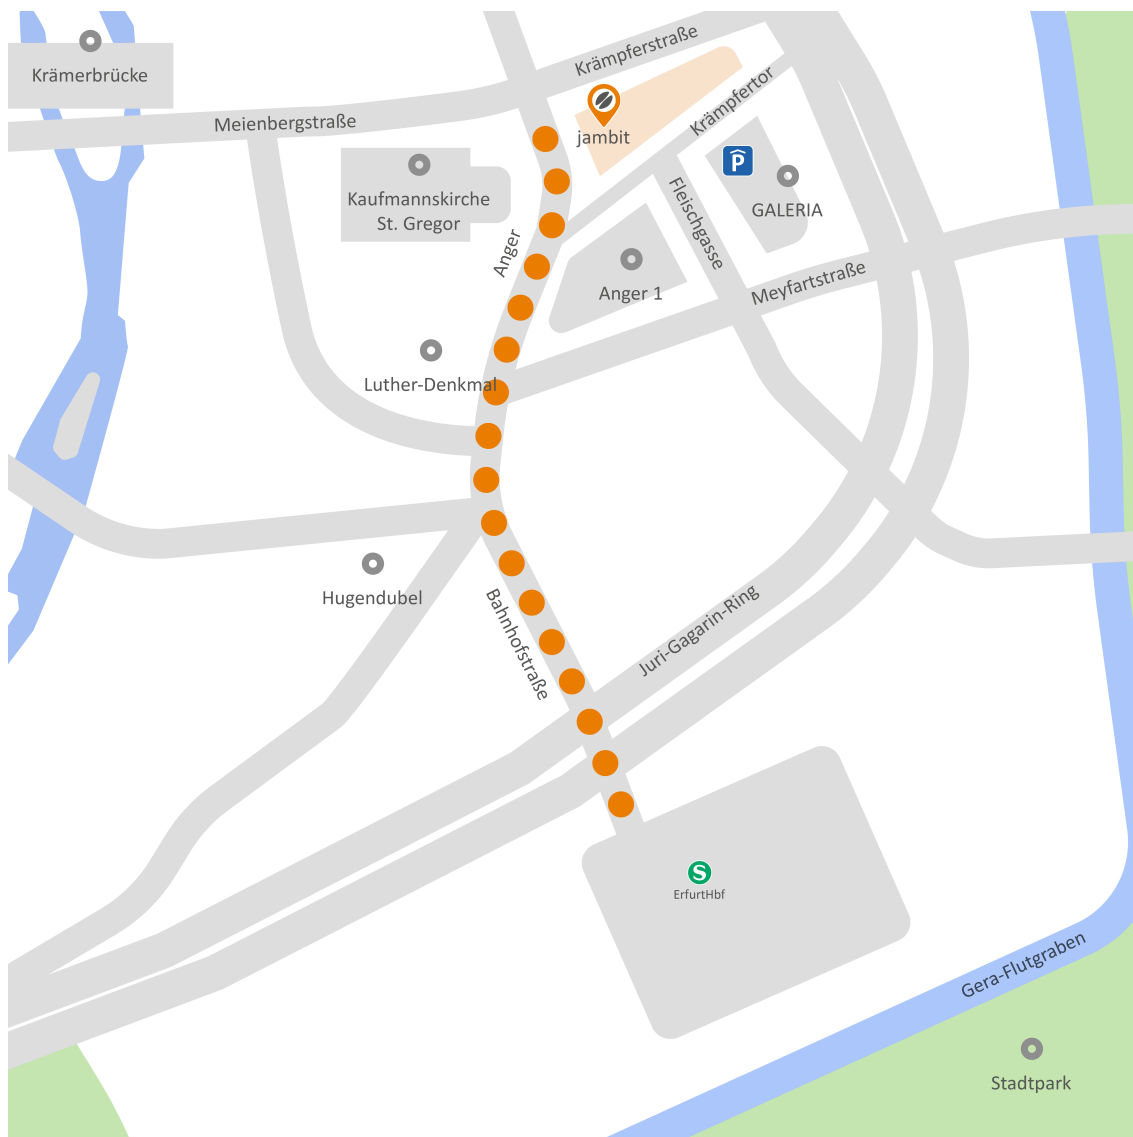 Krämerbrücke
Krämpferstraße
Meienbergstraße
jambit
Krämpfertor
P
Kaufmannskirche
St. Gregor
GALERIA
Fleischgasse
Anger
Anger 1
Meyfartstraße
Luther-Denkmal
Hugendubel
Bahnhofstraße
Juri-Gagarin-Ring
S
ErfurtHbf
Gera-Flutgraben
Stadtpark